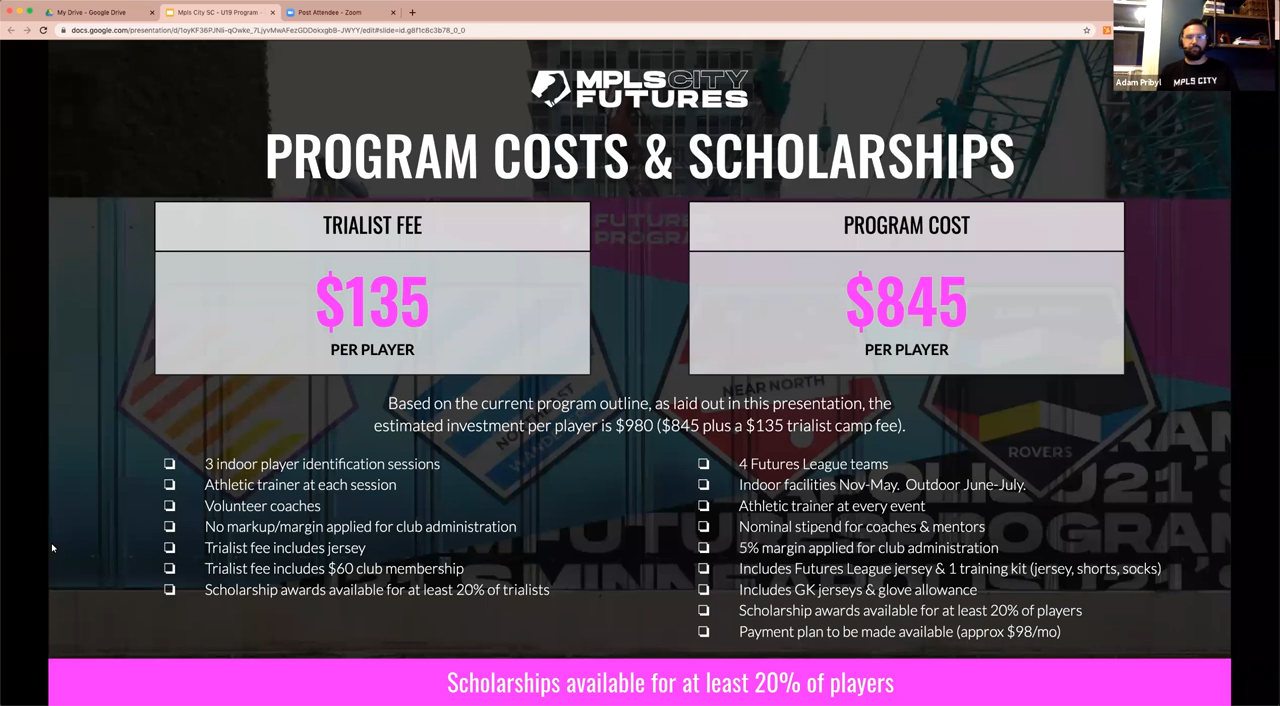 My Drive - Google Drive
Mpls City SC - U19 Program -
Post Attendee - Zoom
docs.google.com/presentation/d/1oyKF36PJNli-qOwke_7LjyvMwAFezGDDokxgbB-JWYY/edit#slide=id.g8f1c8c3b78_0_0
Adam Pribyl
MPLS CITY
MPLS CITY
FUTURES
PROGRAM COSTS & SCHOLARSHIPS
TRIALIST FEE
$135
PER PLAYER
PROGRAM COST
$845
PER PLAYER
NEAR NORTH
ROVERS
Based on the current program outline, as laid out in this presentation, the
estimated investment per player is $980 ($845 plus a $135 trialist camp fee).
3 indoor player identification sessions
Athletic trainer at each session
Volunteer coaches
No markup/margin applied for club administration
Trialist fee includes jersey
Trialist fee includes $60 club membership
Scholarship awards available for at least 20% of trialists
4 Futures League teams
Indoor facilities Nov-May. Outdoor June-July.
Athletic trainer at every event
Nominal stipend for coaches & mentors
5% margin applied for club administration
Includes Futures League jersey & 1 training kit (jersey, shorts, socks)
Includes GK jerseys & glove allowance
Scholarship awards available for at least 20% of players
Payment plan to be made available (approx $98/mo)
Scholarships available for at least 20% of players